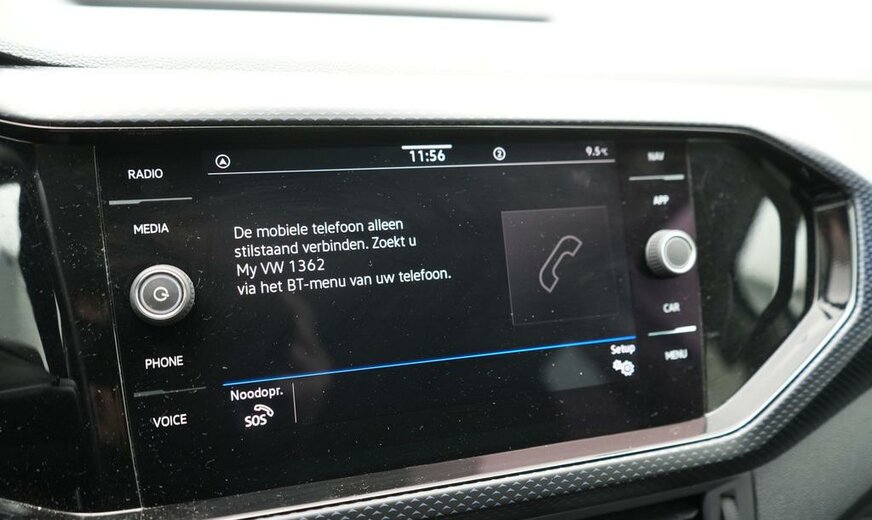 RADIO
MEDIA
PHONE
VOICE
11:56
2
9.5°C
De mobiele telefoon alleen
stilstaand verbinden. Zoekt u
My VW 1362
via het BT-menu van uw telefoon.
Setup
Noodopr.
SOS
NAV
APP
CAR
MENU